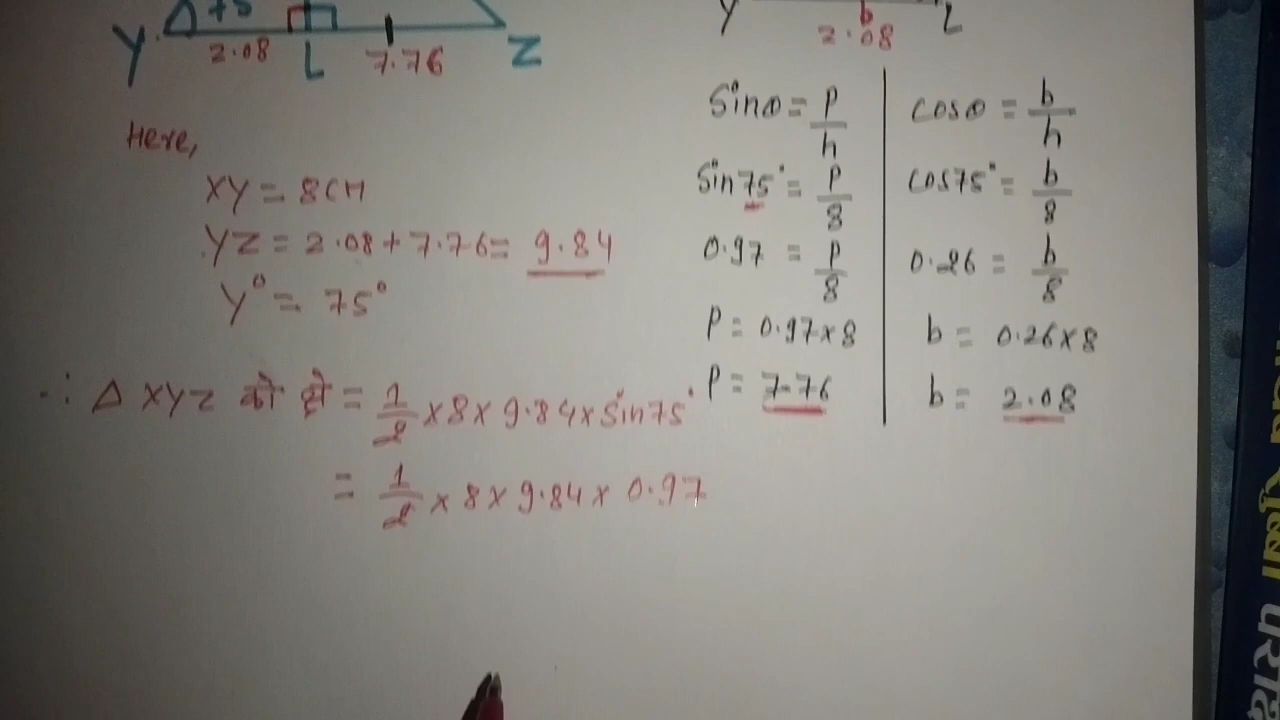 75
Y 2.08 L 7.76 Z
Here,
XY = 8CM
YZ = 2.08 + 7.76 = 9.84
Y° = 75°
∴ Δ XYZ को क्षे = 1/2 × 8 × 9.84 × Sin75°
= 1/2 × 8 × 9.84 × 0.97
Y b L
2.08
Sinθ = P/h
Sin75° = P/8
0.97 = P/8
P = 0.97×8
P = 7.76
cosθ = b/h
cos75° = b/8
0.26 = b/8
b = 0.26×8
b = 2.08